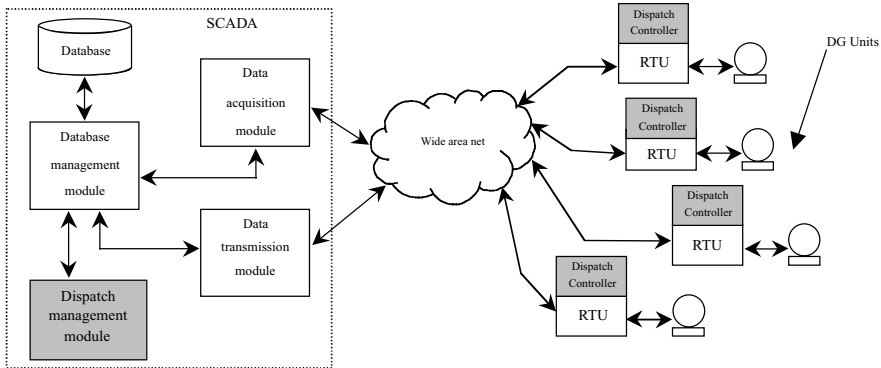 SCADA
Database
Data
acquisition
module
Database
management
module
Data
transmission
module
Dispatch
management
module
Wide area net
Dispatch
Controller
RTU
DG Units
Dispatch
Controller
RTU
Dispatch
Controller
RTU
Dispatch
Controller
RTU